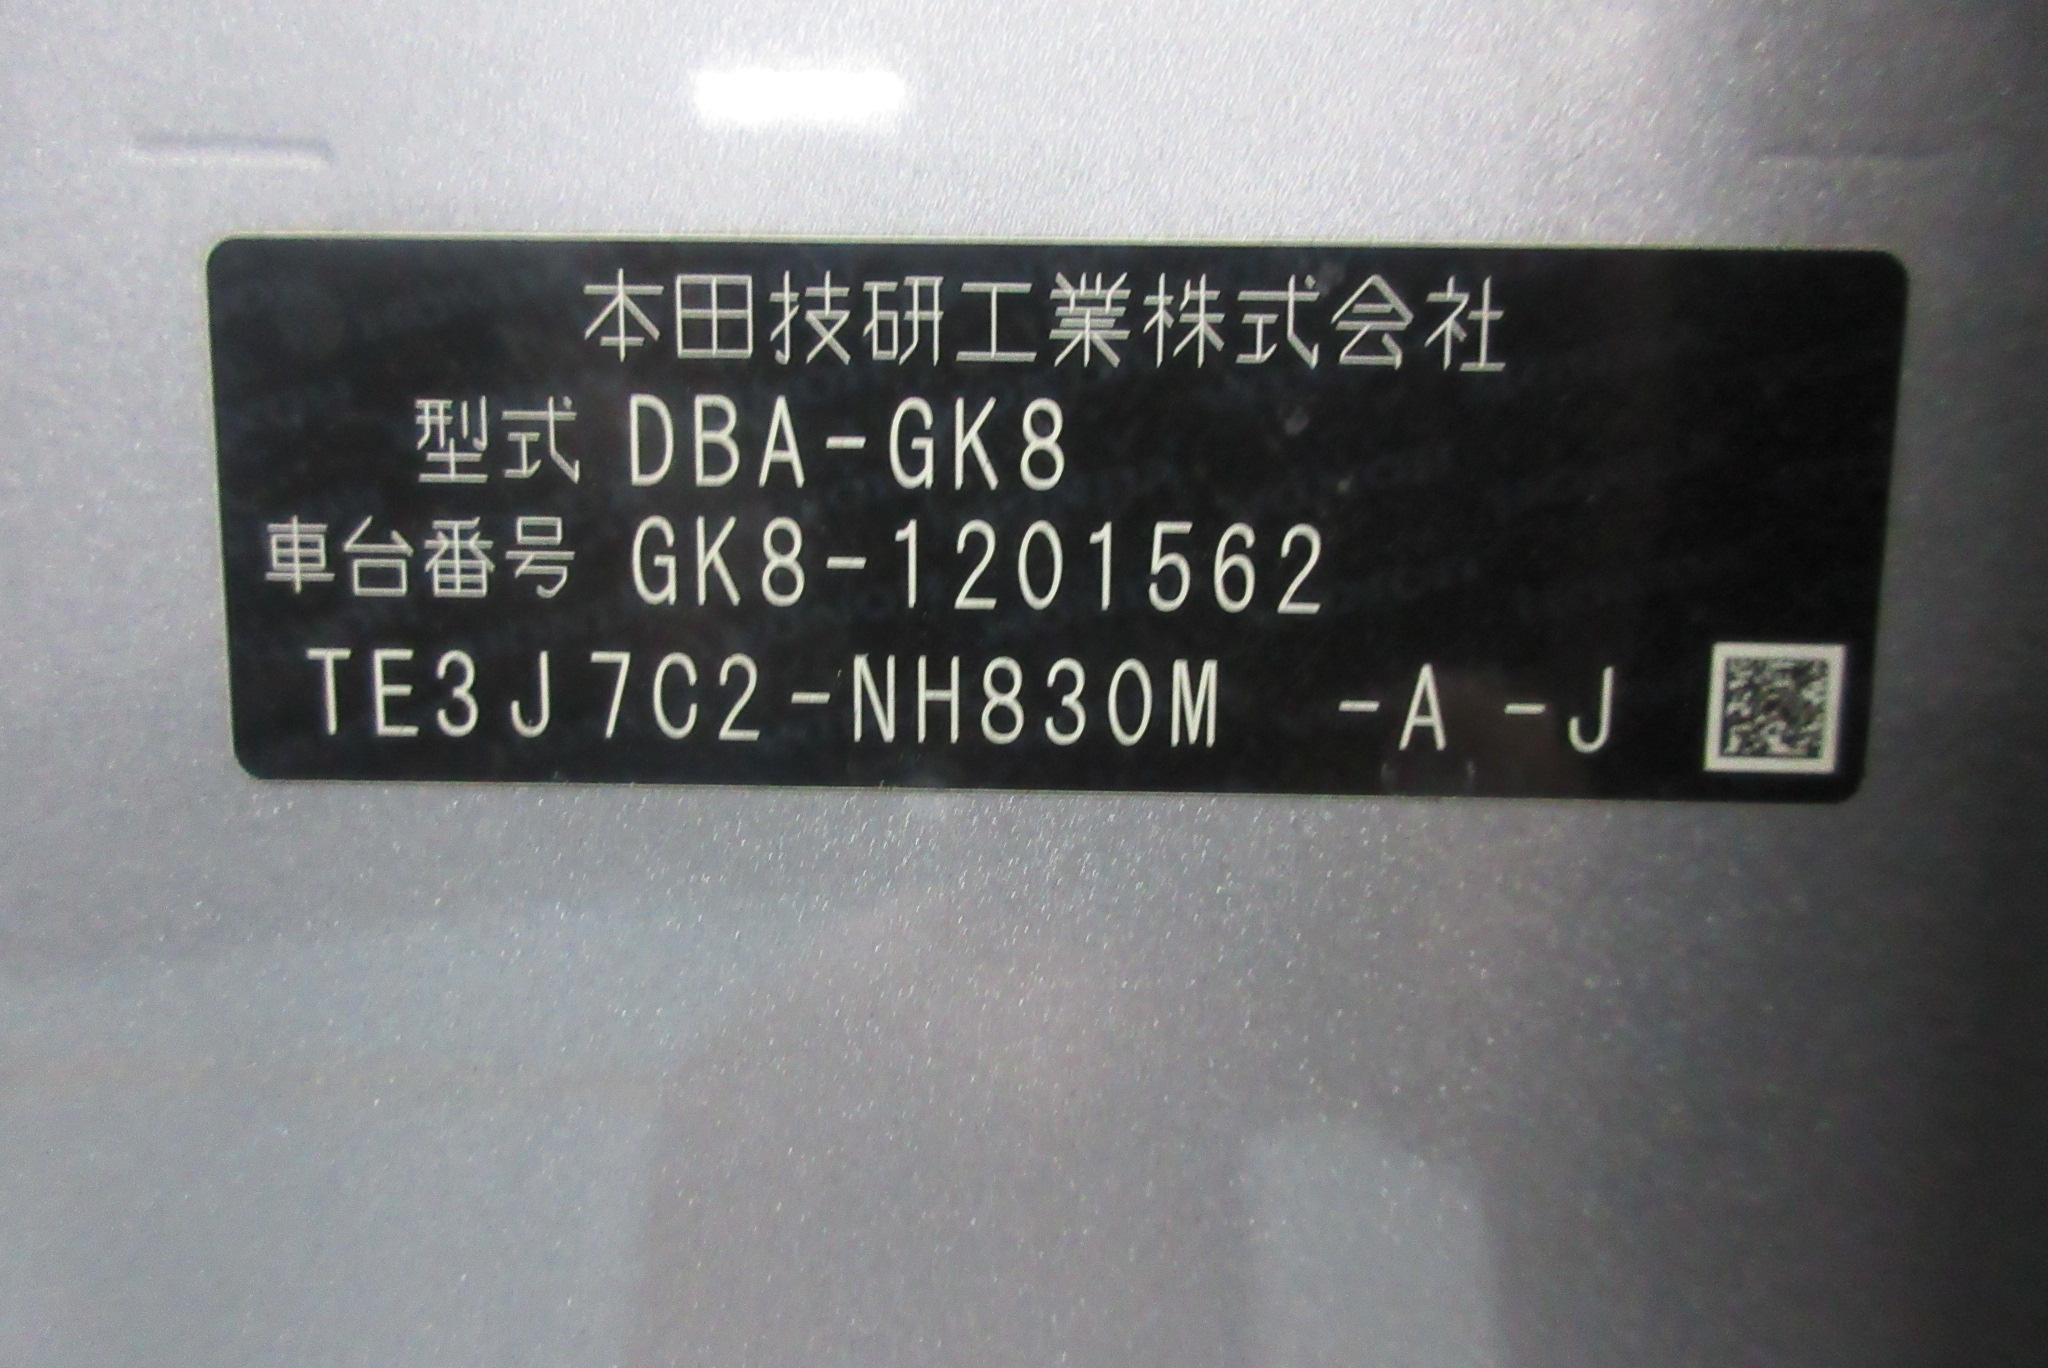 本田技研工業株式会社
型式 DBA-GK8
車台番号 GK8-1201562
TE3J7C2-NH830M -A -J